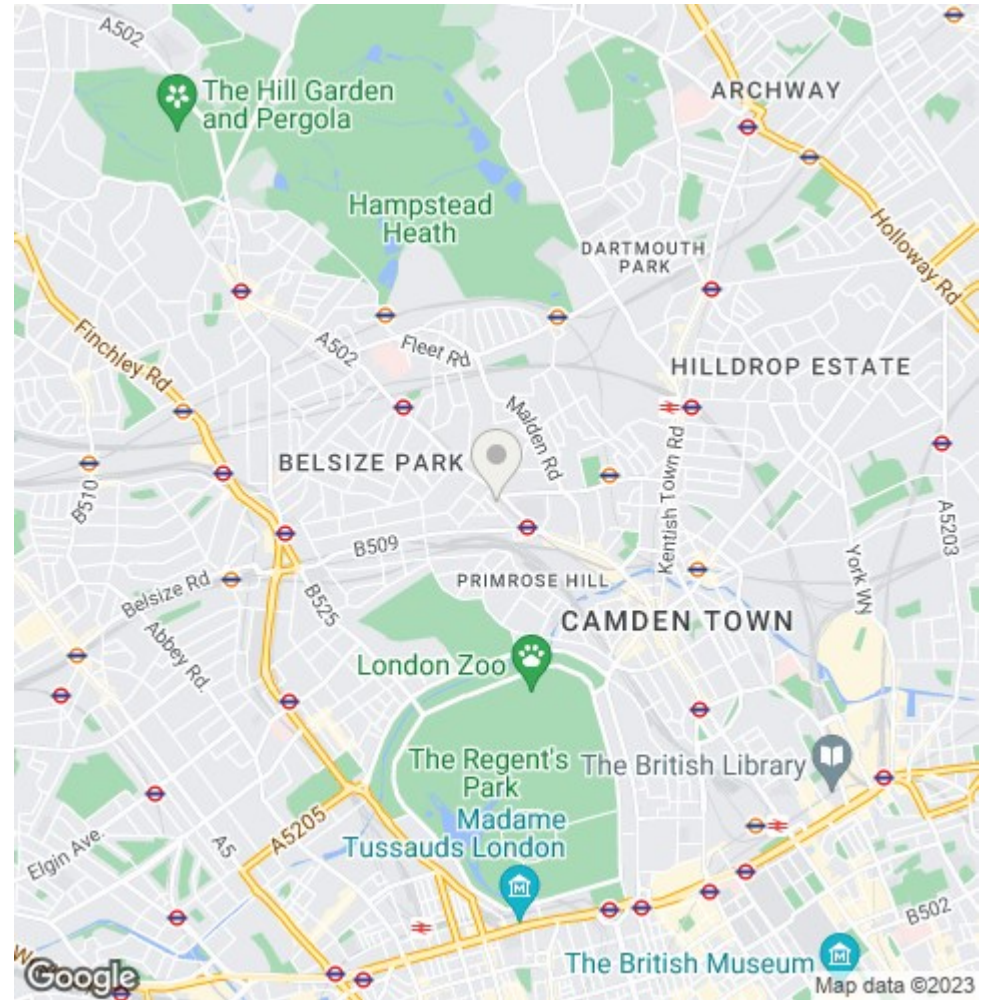 A502
The Hill Garden
and Pergola
ARCHWAY
Hampstead
Heath
DARTMOUTH
PARK
Holloway Rd
Finchley Rd
A502
Fleet Rd
HILLDROP ESTATE
Malden Rd
BELSIZE PARK
Kentish Town Rd
B510
A5203
B509
York Wy
Belsize Rd
B525
PRIMROSE HILL
CAMDEN TOWN
Abbey Rd.
London Zoo
The Regent's
Park
The British Library
Madame
Tussauds London
A5205
A5
Elgin Ave.
B502
The British Museum
Google
Map data ©2023